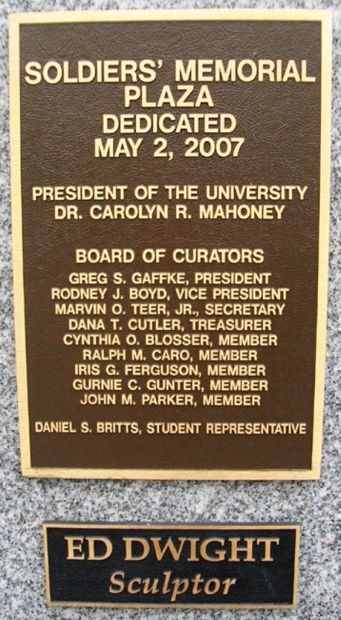 SOLDIERS' MEMORIAL
PLAZA
DEDICATED
MAY 2, 2007
PRESIDENT OF THE UNIVERSITY
DR. CAROLYN R. MAHONEY
BOARD OF CURATORS
GREG S. GAFFKE, PRESIDENT
RODNEY J. BOYD, VICE PRESIDENT
MARVIN O. TEER, JR., SECRETARY
DANA T. CUTLER, TREASURER
CYNTHIA O. BLOSSER, MEMBER
RALPH M. CARO, MEMBER
IRIS G. FERGUSON, MEMBER
GURNIE C. GUNTER, MEMBER
JOHN M. PARKER, MEMBER
DANIEL S. BRITTS, STUDENT REPRESENTATIVE
ED DWIGHT
Sculptor